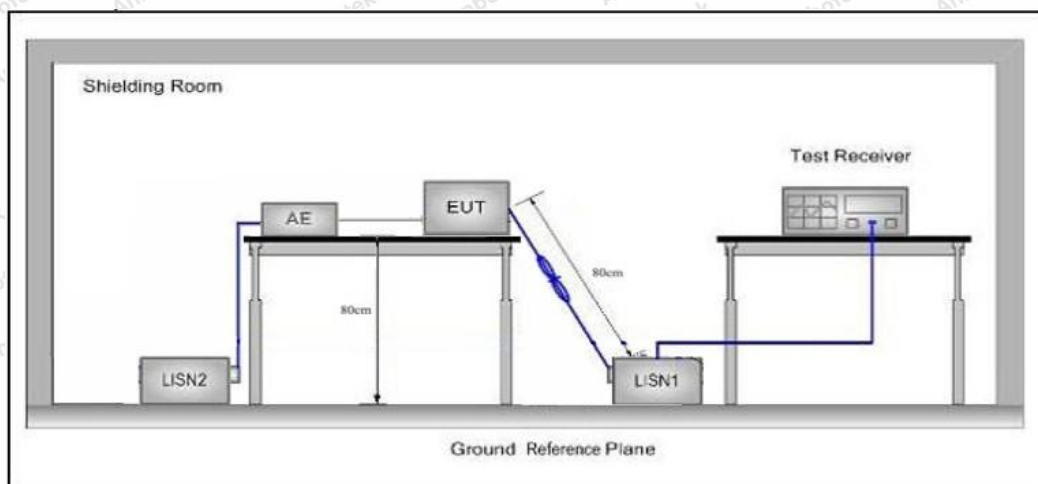 Shielding Room
Test Receiver
AE
EUT
80cm
80cm
LISN2
LISN1
Ground Reference Plane